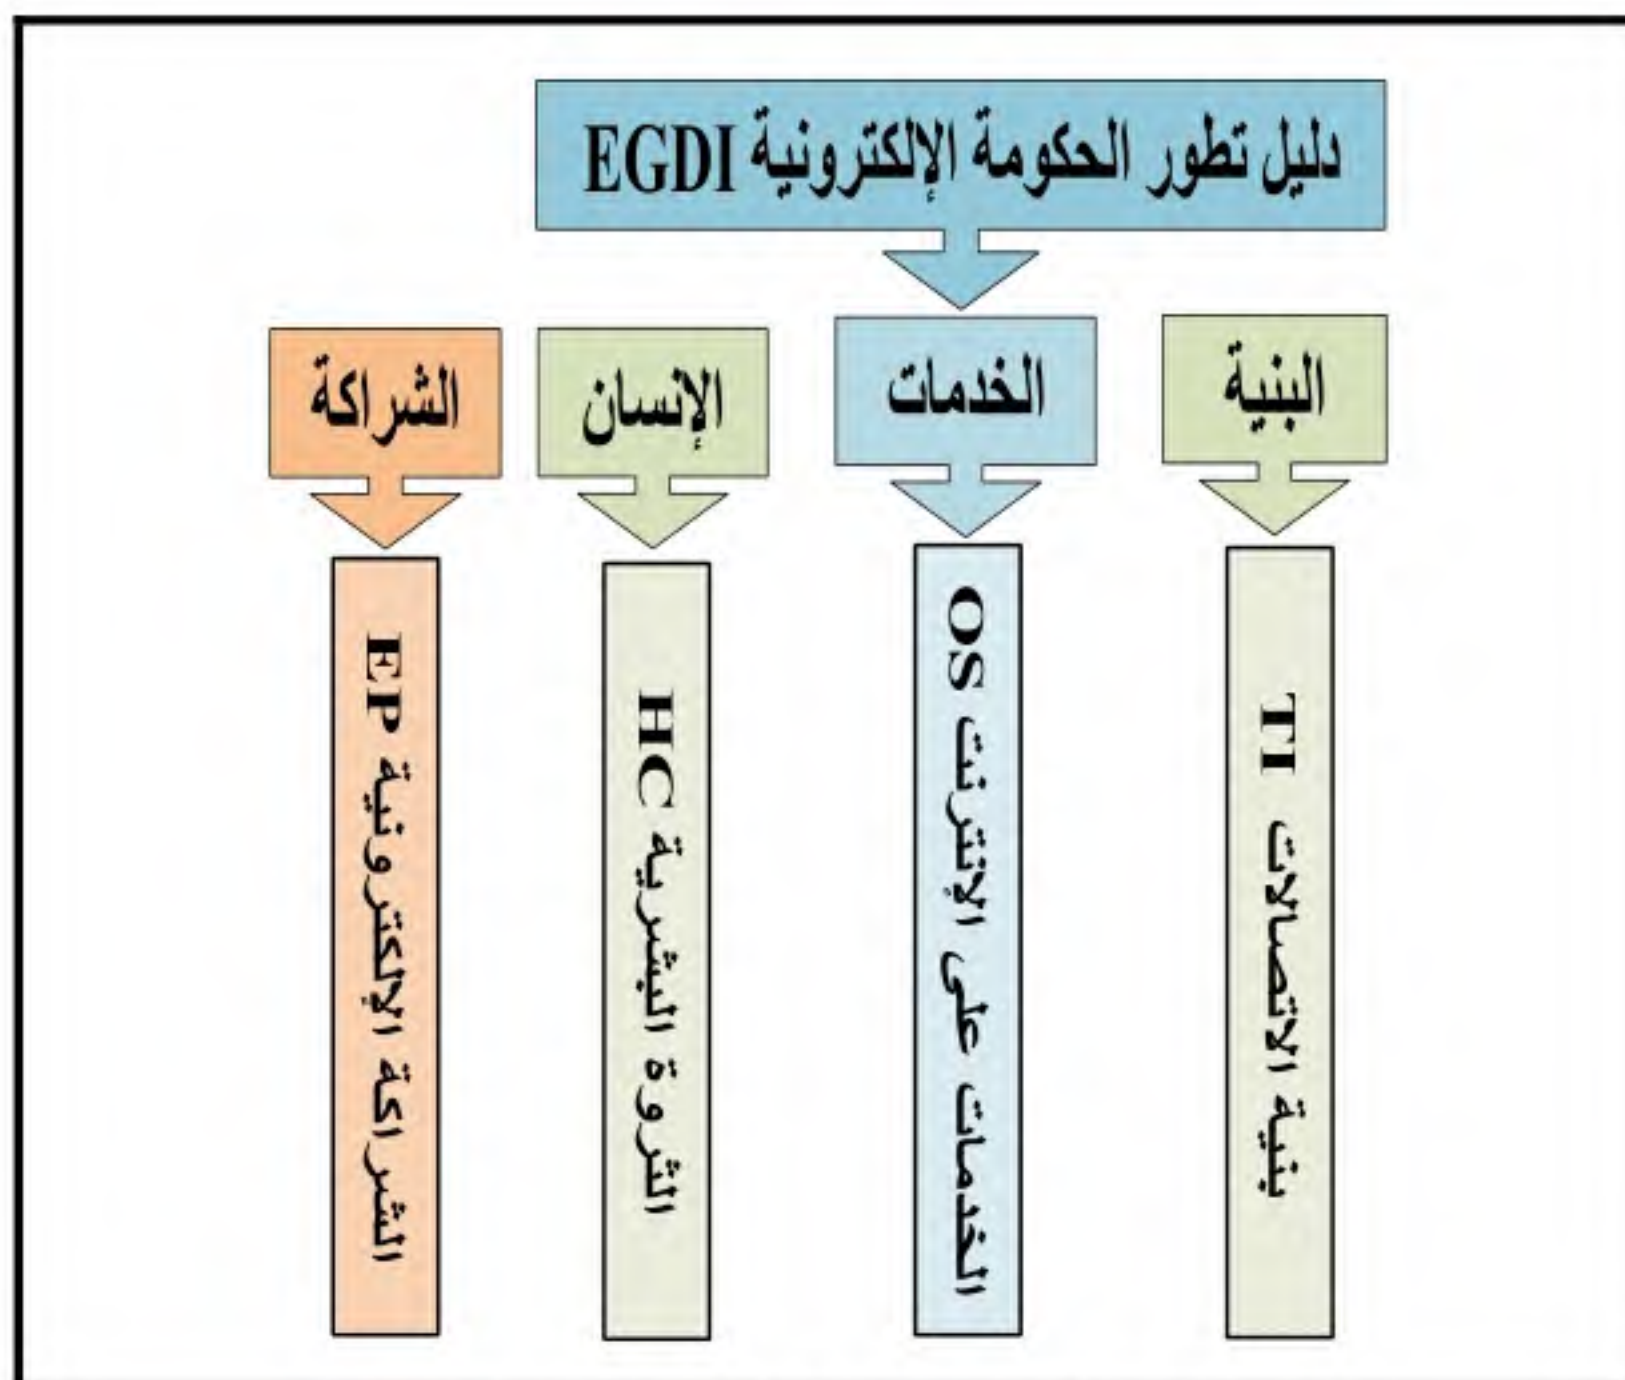 دليل تطور الحكومة الإلكترونية EGDI
البنية
الخدمات
الإنسان
الشراكة
بنية الاتصالات TI
الخدمات على الإنترنت OS
الثروة البشرية HC
الشراكة الإلكترونية EP